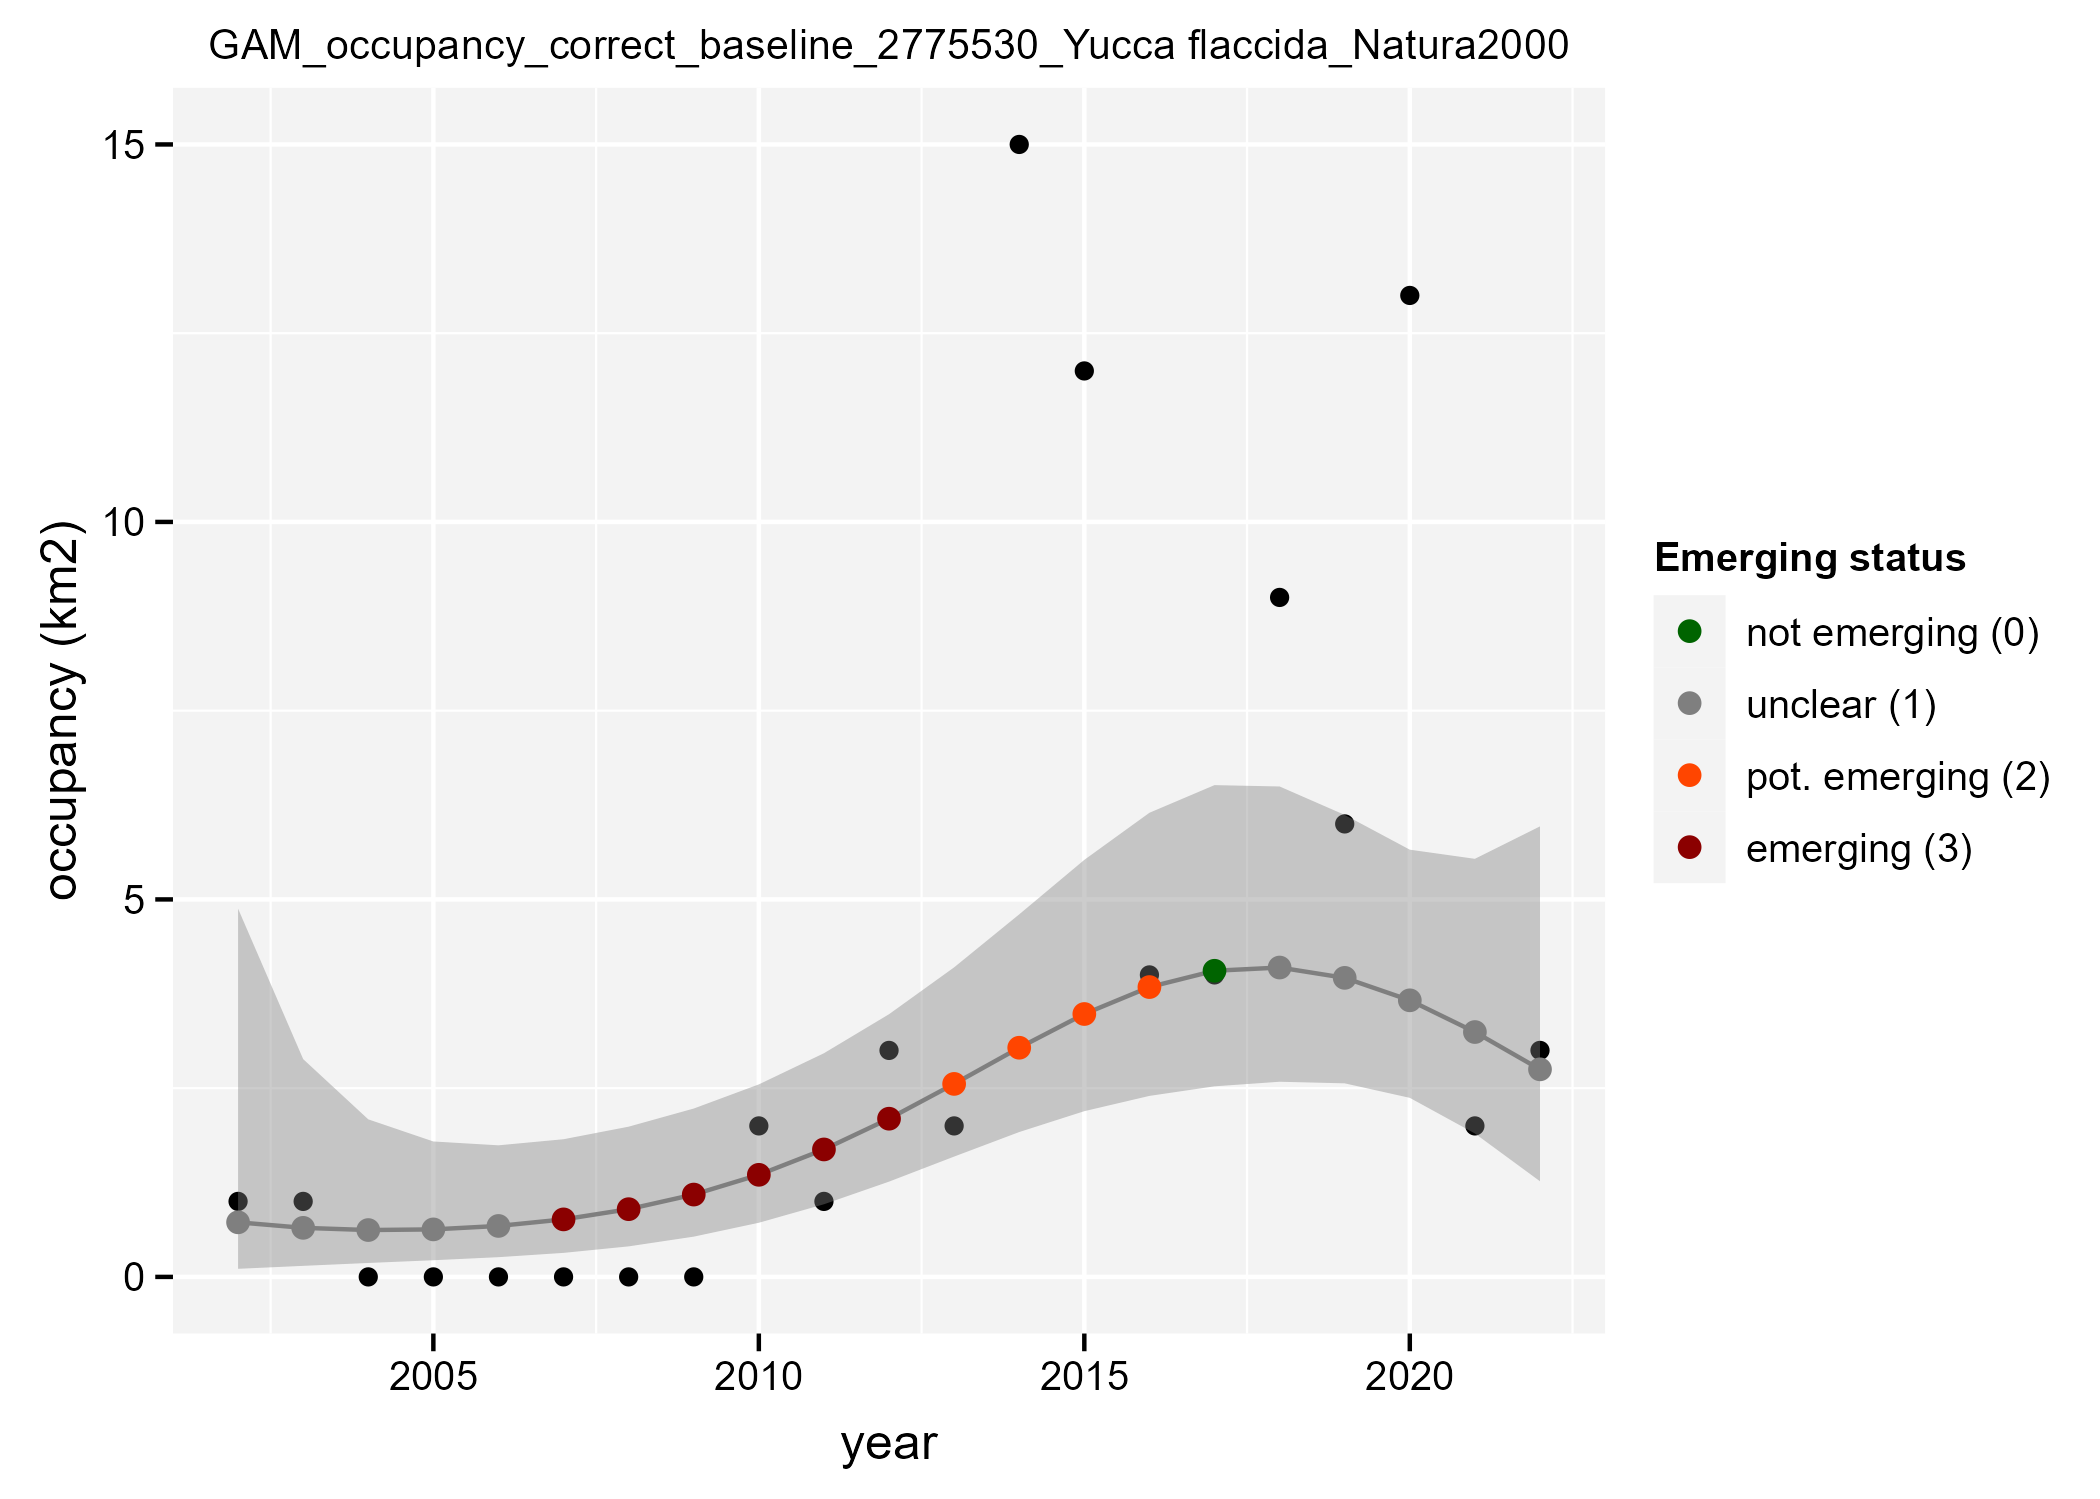 GAM_occupancy_correct_baseline_2775530_Yucca flaccida_Natura2000
occupancy (km2)
15
10
5
0
2005
2010
2015
2020
year
Emerging status
not emerging (0)
unclear (1)
pot. emerging (2)
emerging (3)